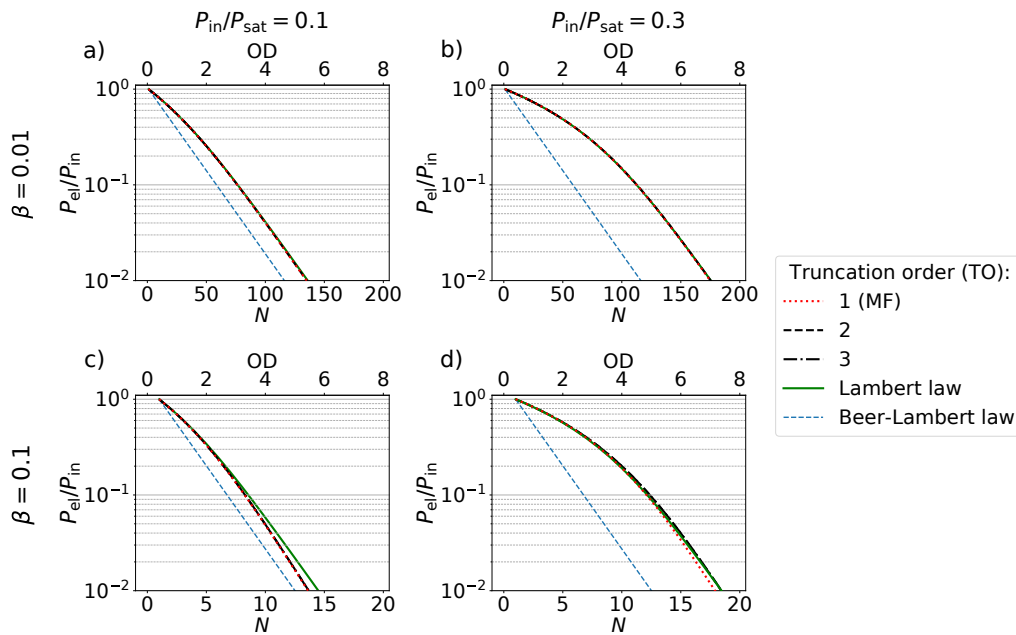 P_in/P_sat = 0.1 P_in/P_sat = 0.3
a) OD b) OD
0 2 4 6 8 0 2 4 6 8
β = 0.01
P_el/P_in P_el/P_in
10^0 10^0
10^−1 10^−1
10^−2 10^−2
0 50 100 150 200 0 50 100 150 200
N N
Truncation order (TO):
1 (MF)
2
3
Lambert law
Beer-Lambert law
c) OD d) OD
0 2 4 6 8 0 2 4 6 8
β = 0.1
P_el/P_in P_el/P_in
10^0 10^0
10^−1 10^−1
10^−2 10^−2
0 5 10 15 20 0 5 10 15 20
N N